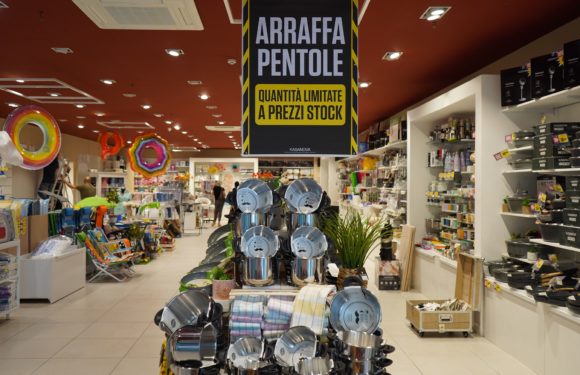 ARRAFFA
PENTOLE
QUANTITÀ LIMITATE
A PREZZI STOCK
KASANOVA